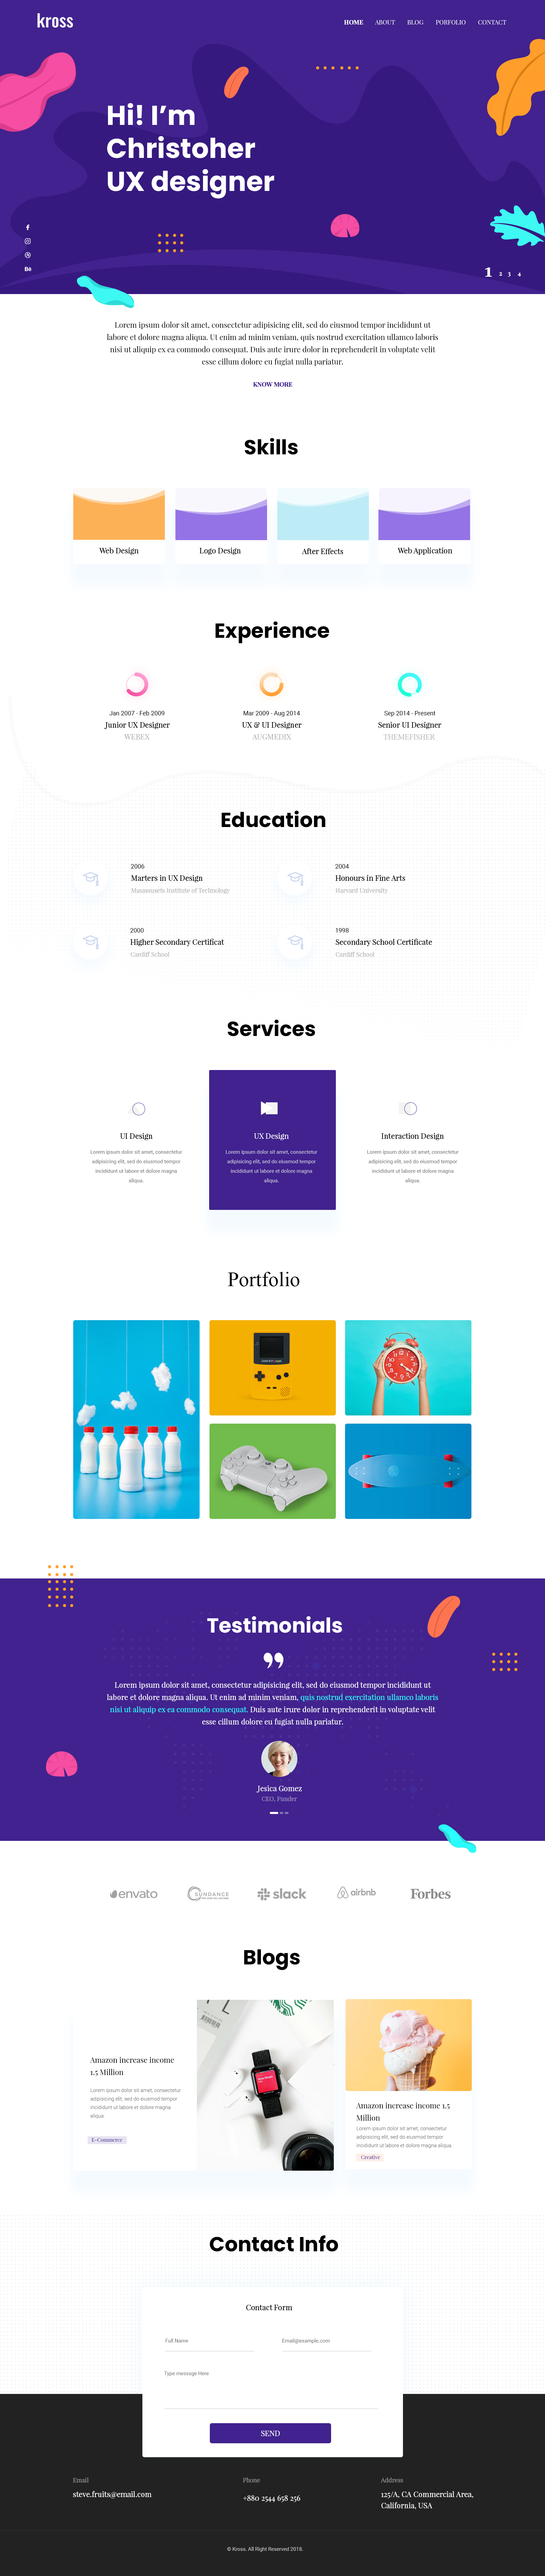 kross
HOME ABOUT BLOG PORFOLIO CONTACT
Hi! I'm
Christoher
UX designer
Bē
1 2 3 4
Lorem ipsum dolor sit amet, consectetur adipisicing elit, sed do eiusmod tempor incididunt ut
labore et dolore magna aliqua. Ut enim ad minim veniam, quis nostrud exercitation ullamco laboris
nisi ut aliquip ex ea commodo consequat. Duis aute irure dolor in reprehenderit in voluptate velit
esse cillum dolore eu fugiat nulla pariatur.
KNOW MORE
Skills
Web Design
Logo Design
After Effects
Web Application
Experience
Jan 2007 - Feb 2009
Junior UX Designer
WEBEX
Mar 2009 - Aug 2014
UX & UI Designer
AUGMEDIX
Sep 2014 - Present
Senior UI Designer
THEMEFISHER
Education
2006
Marters in UX Design
Masassusets Institute of Technology
2004
Honours in Fine Arts
Harvard University
2000
Higher Secondary Certificat
Cardiff School
1998
Secondary School Certificate
Cardiff School
Services
UI Design
Lorem ipsum dolor sit amet, consectetur
adipisicing elit, sed do eiusmod tempor
incididunt ut labore et dolore magna
aliqua.
UX Design
Lorem ipsum dolor sit amet, consectetur
adipisicing elit, sed do eiusmod tempor
incididunt ut labore et dolore magna
aliqua.
Interaction Design
Lorem ipsum dolor sit amet, consectetur
adipisicing elit, sed do eiusmod tempor
incididunt ut labore et dolore magna
aliqua.
Portfolio
Testimonials
Lorem ipsum dolor sit amet, consectetur adipisicing elit, sed do eiusmod tempor incididunt ut
labore et dolore magna aliqua. Ut enim ad minim veniam, quis nostrud exercitation ullamco laboris
nisi ut aliquip ex ea commodo consequat. Duis aute irure dolor in reprehenderit in voluptate velit
esse cillum dolore eu fugiat nulla pariatur.
Jesica Gomez
CEO, Funder
envato
SUNDANCE
slack
airbnb
Forbes
Blogs
Amazon increase income
1.5 Million
Lorem ipsum dolor sit amet, consectetur
adipisicing elit, sed do eiusmod tempor
incididunt ut labore et dolore magna
aliqua.
E-Commerce
Amazon increase income 1.5
Million
Lorem ipsum dolor sit amet, consectetur
adipisicing elit, sed do eiusmod tempor
incididunt ut labore et dolore magna aliqua.
Creative
Contact Info
Contact Form
Full Name
Email@example.com
Type message Here
SEND
Email
steve.fruits@email.com
Phone
+880 2544 658 256
Address
125/A, CA Commercial Area,
California, USA
© Kross. All Right Reserved 2018.